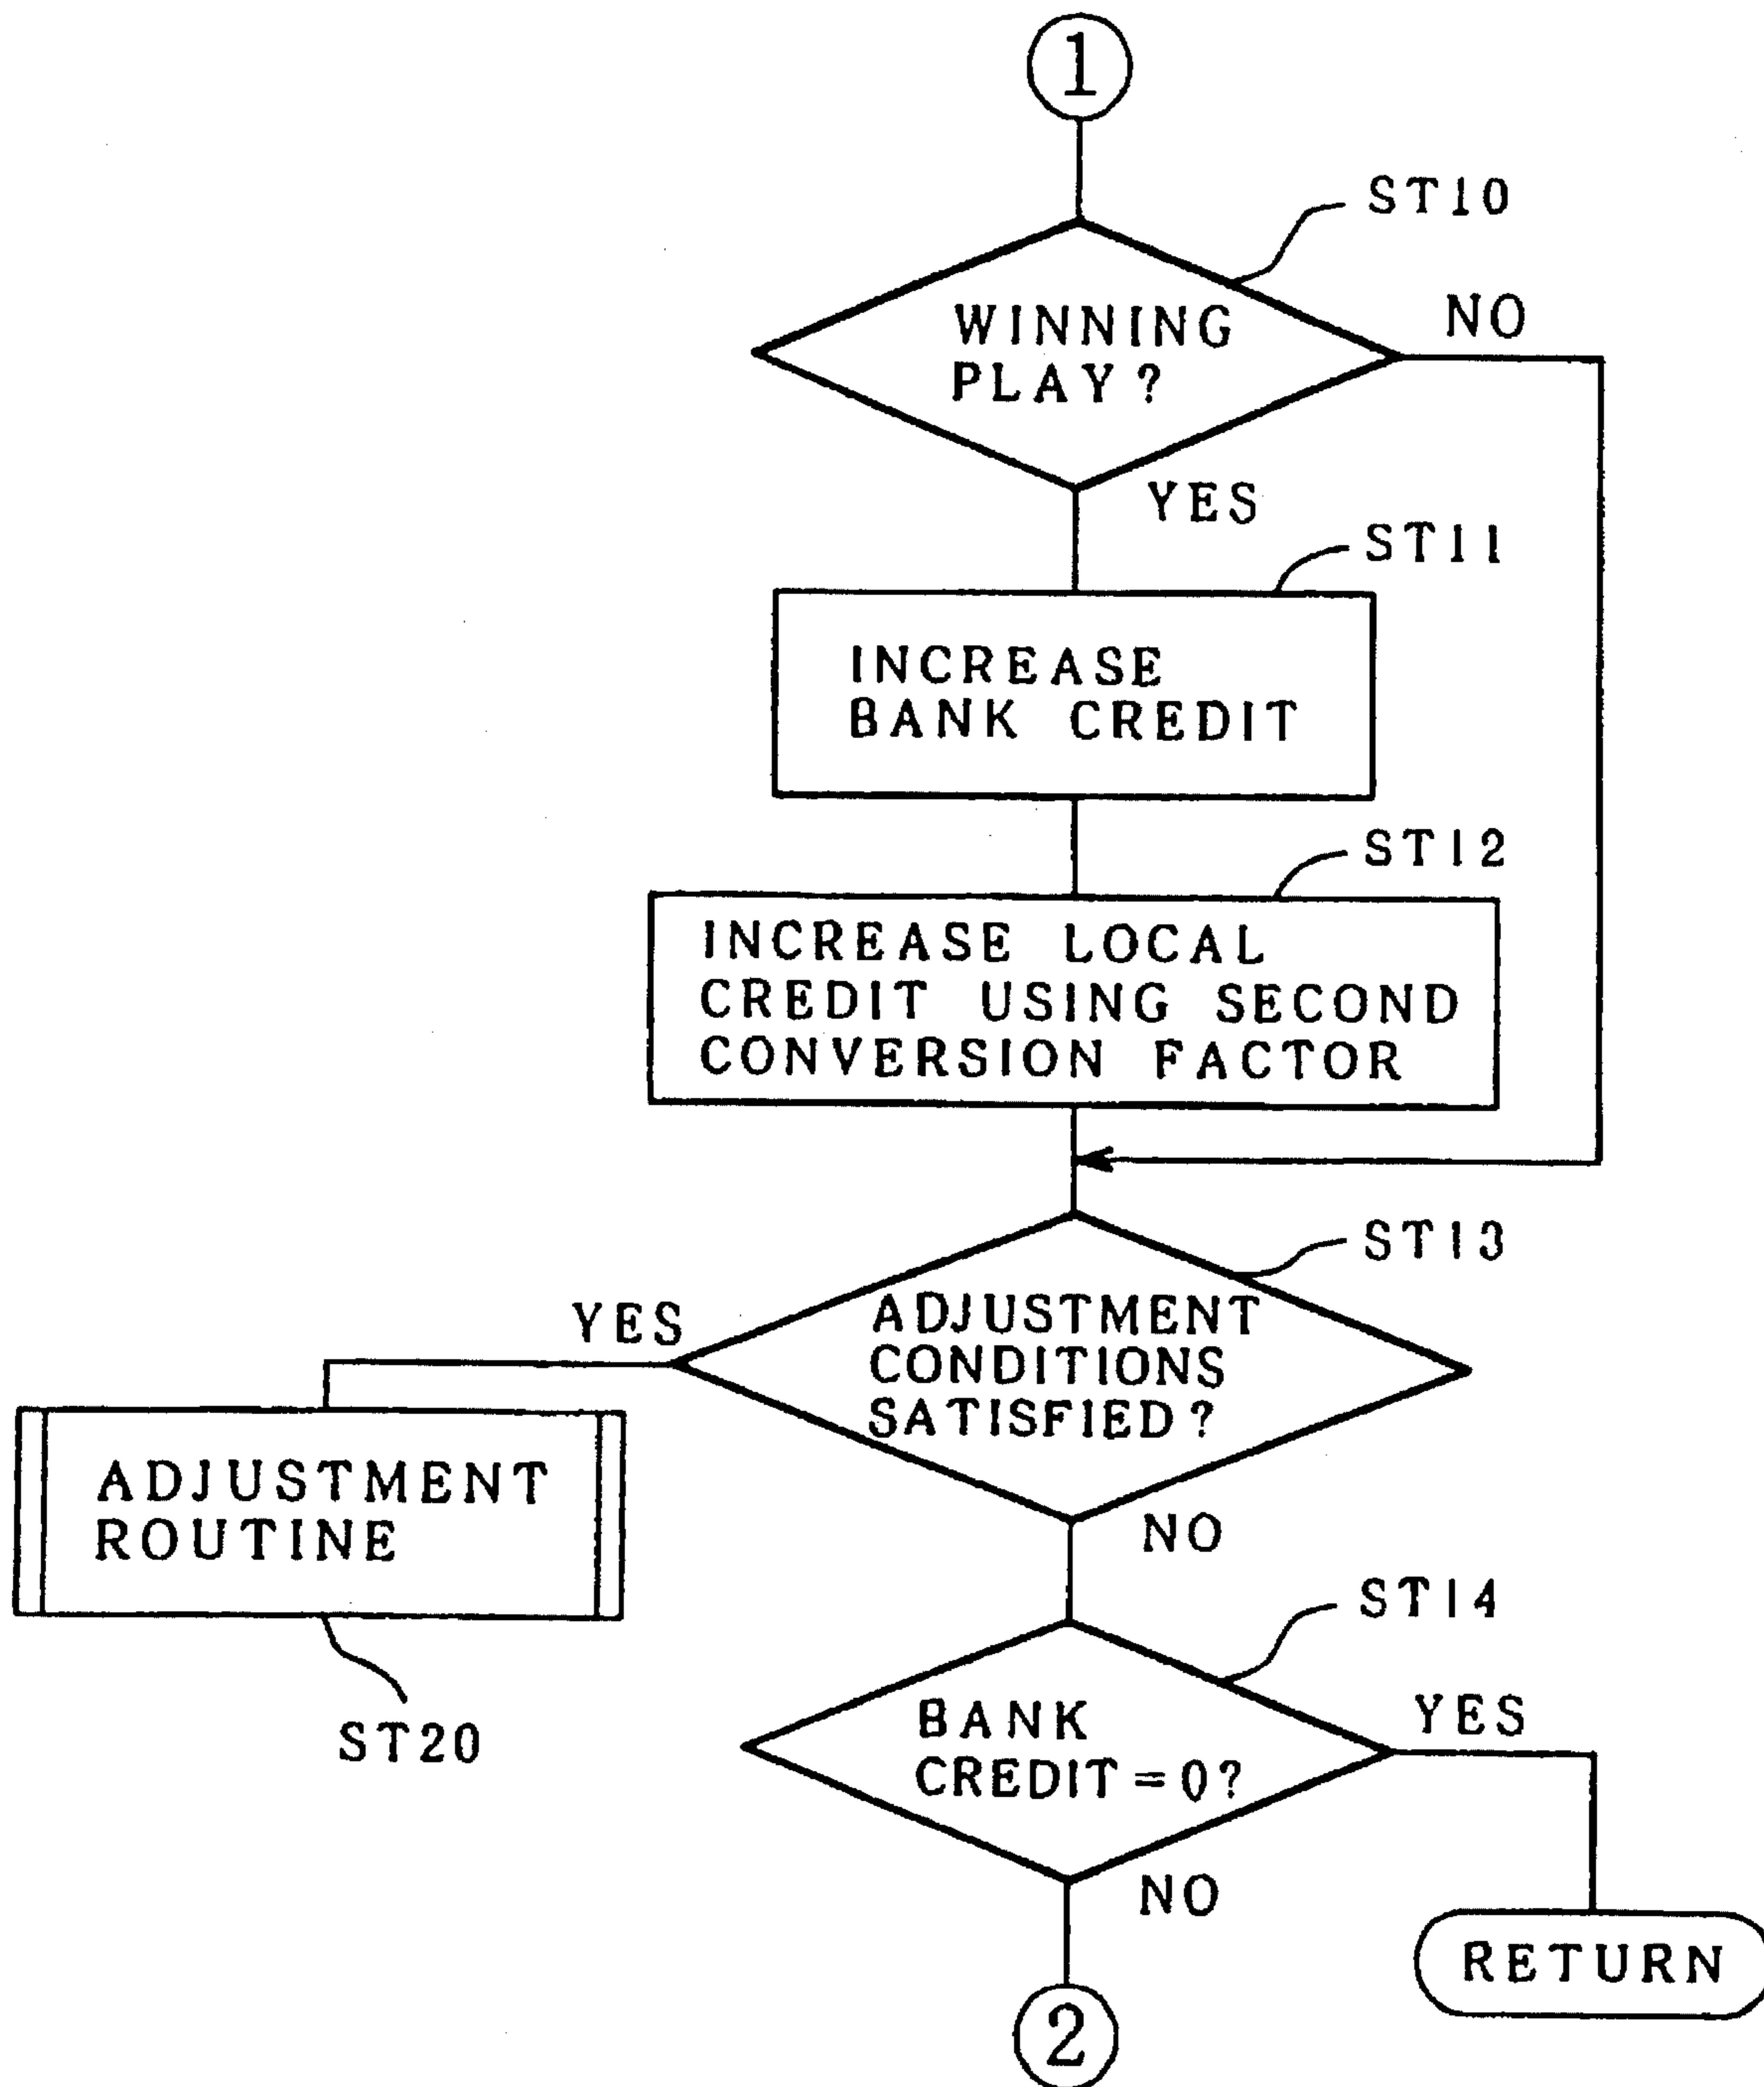 1
ST10
WINNING
PLAY?
NO
YES
ST11
INCREASE
BANK CREDIT
ST12
INCREASE LOCAL
CREDIT USING SECOND
CONVERSION FACTOR
ST13
YES
ADJUSTMENT
CONDITIONS
SATISFIED?
ADJUSTMENT
ROUTINE
NO
ST14
ST20
BANK
CREDIT=0?
YES
NO
RETURN
2